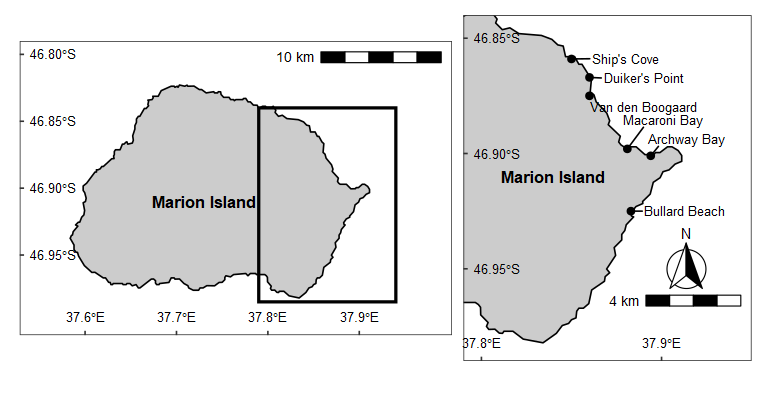 46.80°S
10 km
46.85°S
46.90°S
Marion Island
46.95°S
37.6°E
37.7°E
37.8°E
37.9°E
46.85°S
Ship's Cove
Duiker's Point
Van den Boogaard
Macaroni Bay
Archway Bay
46.90°S
Marion Island
Bullard Beach
N
46.95°S
4 km
37.8°E
37.9°E